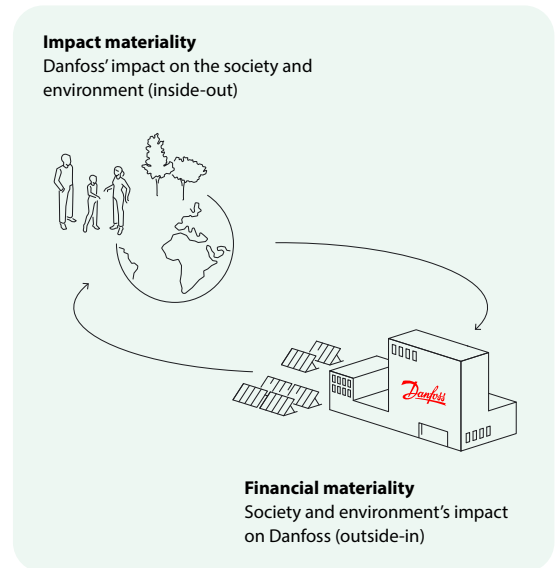 Impact materiality
Danfoss’ impact on the society and
environment (inside-out)
Danfoss
Financial materiality
Society and environment’s impact
on Danfoss (outside-in)